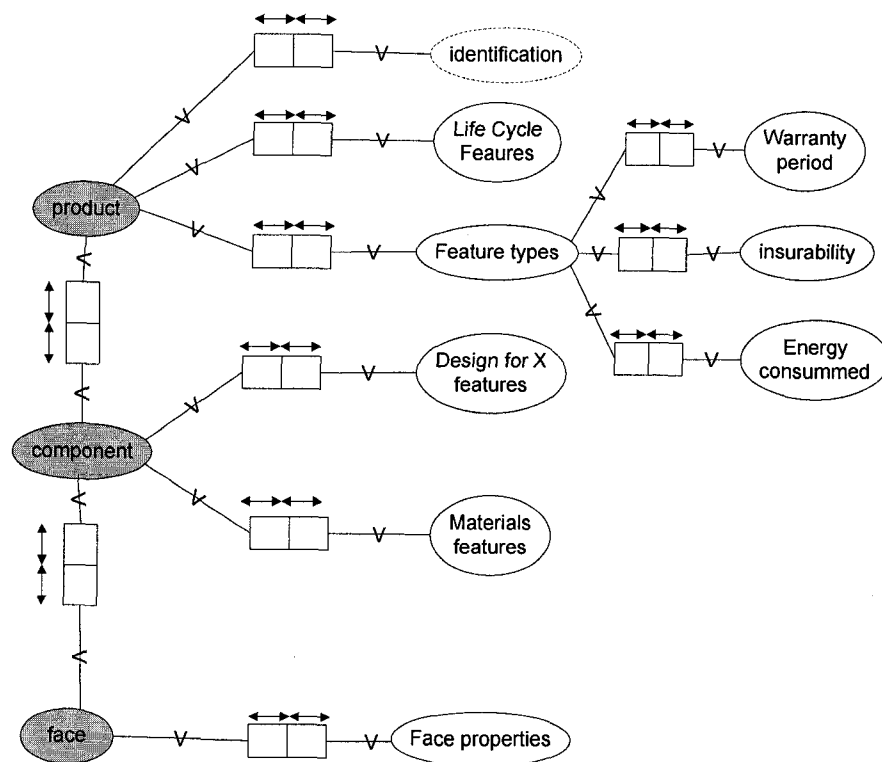 identification
Life Cycle
Feaures
Warranty
period
product
Feature types
insurability
Design for X
features
Energy
consummed
component
Materials
features
face
Face properties